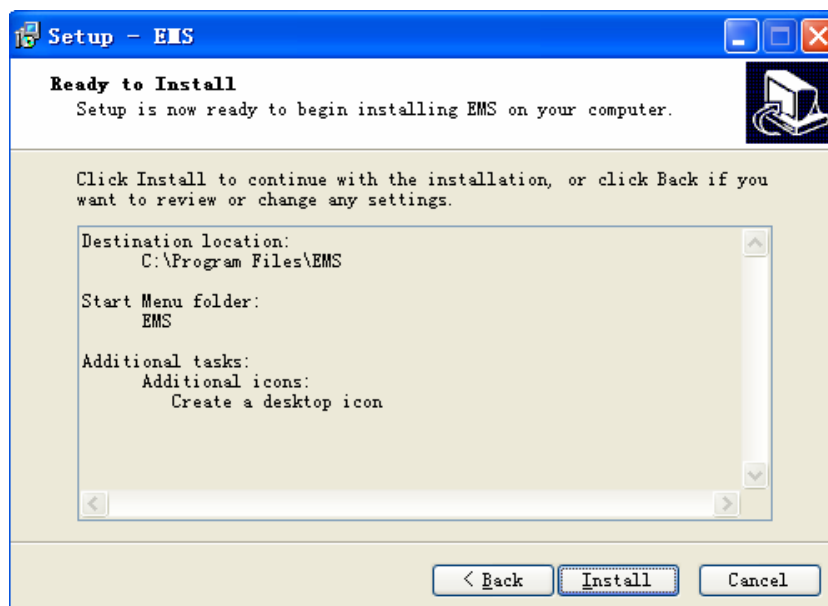 Setup - EMS
Ready to Install
Setup is now ready to begin installing EMS on your computer.
Click Install to continue with the installation, or click Back if you
want to review or change any settings.
Destination location:
C:\Program Files\EMS
Start Menu folder:
EMS
Additional tasks:
Additional icons:
Create a desktop icon
< Back
Install
Cancel